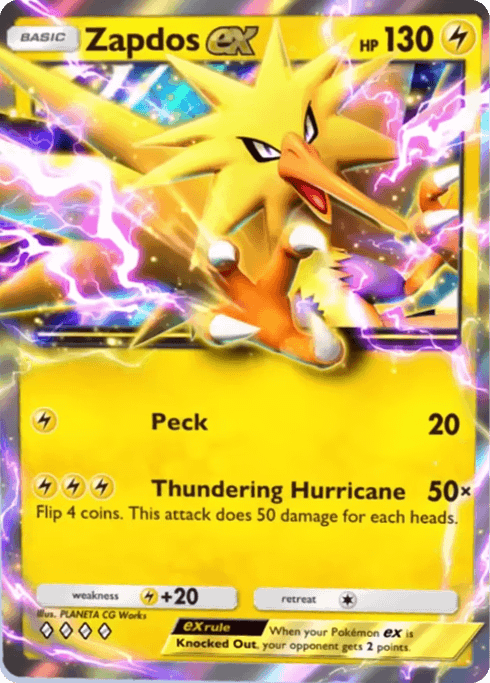 BASIC Zapdos ex HP 130
Peck 20
Thundering Hurricane 50×
Flip 4 coins. This attack does 50 damage for each heads.
weakness +20 retreat
Illus. PLANETA CG Works
ex rule When your Pokémon ex is
Knocked Out, your opponent gets 2 points.